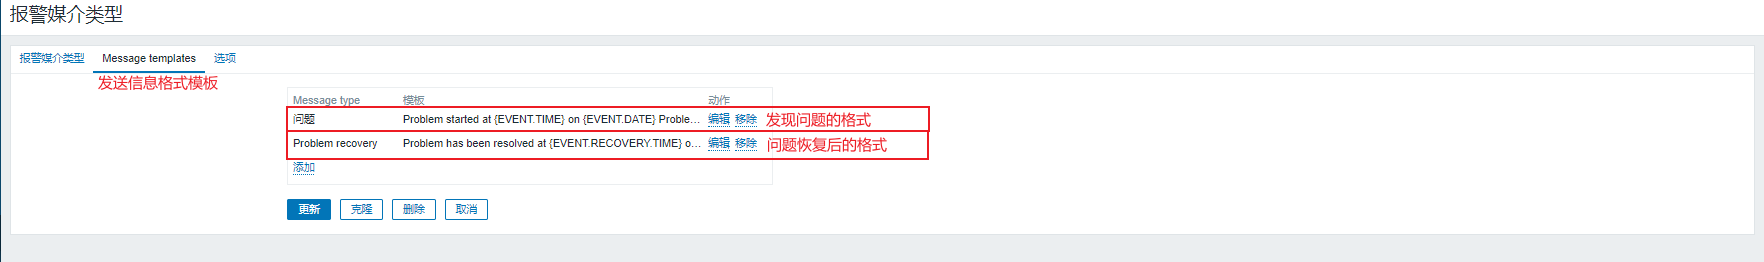 报警媒介类型
报警媒介类型 Message templates 选项
发送信息格式模板
Message type 模板 动作
问题 Problem started at {EVENT.TIME} on {EVENT.DATE} Proble... 编辑 移除 发现问题的格式
Problem recovery Problem has been resolved at {EVENT.RECOVERY.TIME} o... 编辑 移除 问题恢复后的格式
添加
更新 克隆 删除 取消